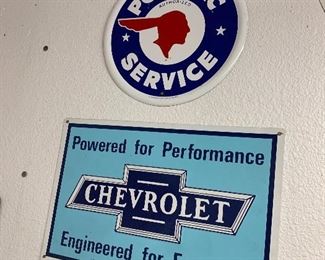 AUTHORIZED
SERVICE
Powered for Performance
CHEVROLET
Engineered for